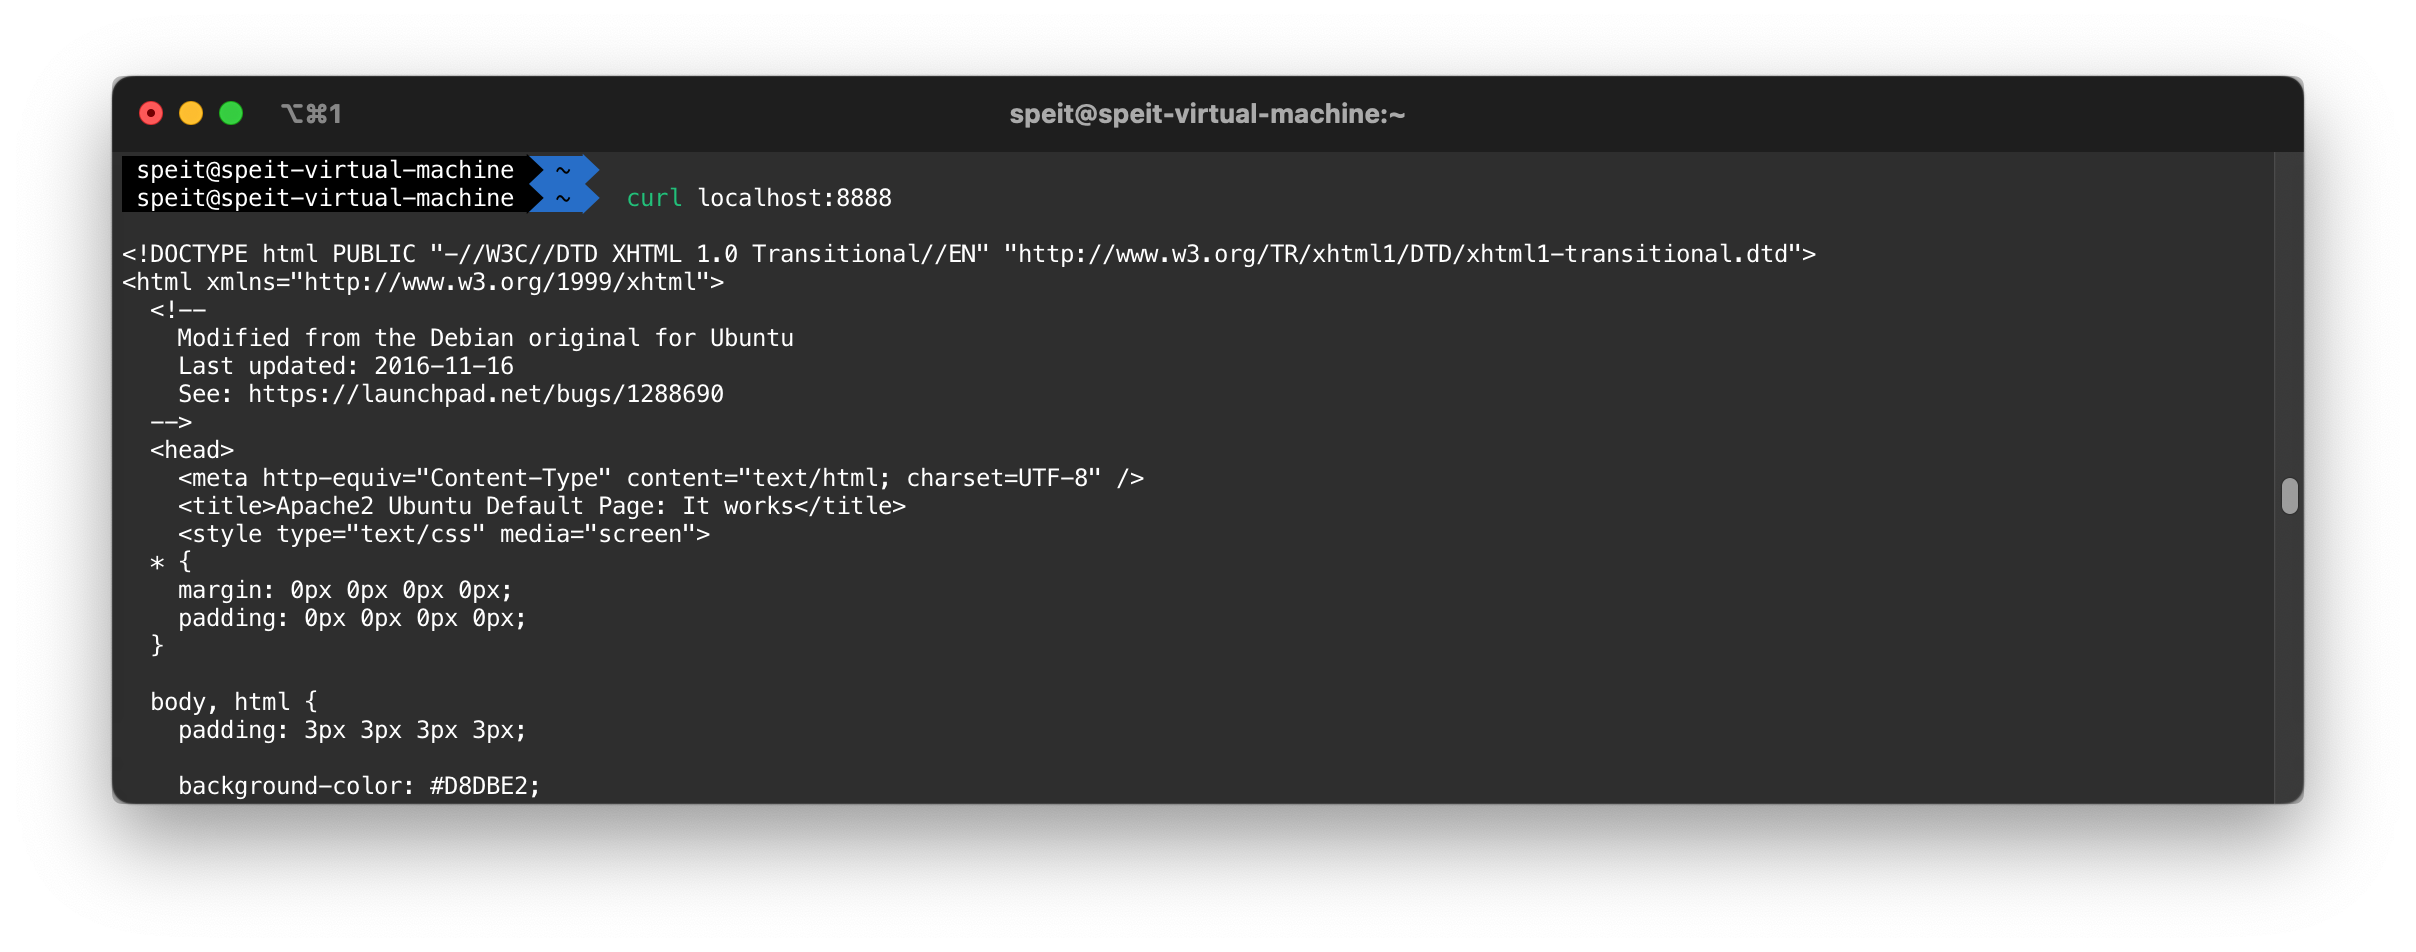 ⌥⌘1
speit@speit-virtual-machine:~
speit@speit-virtual-machine ~
speit@speit-virtual-machine ~ curl localhost:8888

<!DOCTYPE html PUBLIC "-//W3C//DTD XHTML 1.0 Transitional//EN" "http://www.w3.org/TR/xhtml1/DTD/xhtml1-transitional.dtd">
<html xmlns="http://www.w3.org/1999/xhtml">
  <!--
    Modified from the Debian original for Ubuntu
    Last updated: 2016-11-16
    See: https://launchpad.net/bugs/1288690
  -->
  <head>
    <meta http-equiv="Content-Type" content="text/html; charset=UTF-8" />
    <title>Apache2 Ubuntu Default Page: It works</title>
    <style type="text/css" media="screen">
  * {
    margin: 0px 0px 0px 0px;
    padding: 0px 0px 0px 0px;
  }

  body, html {
    padding: 3px 3px 3px 3px;

    background-color: #D8DBE2;